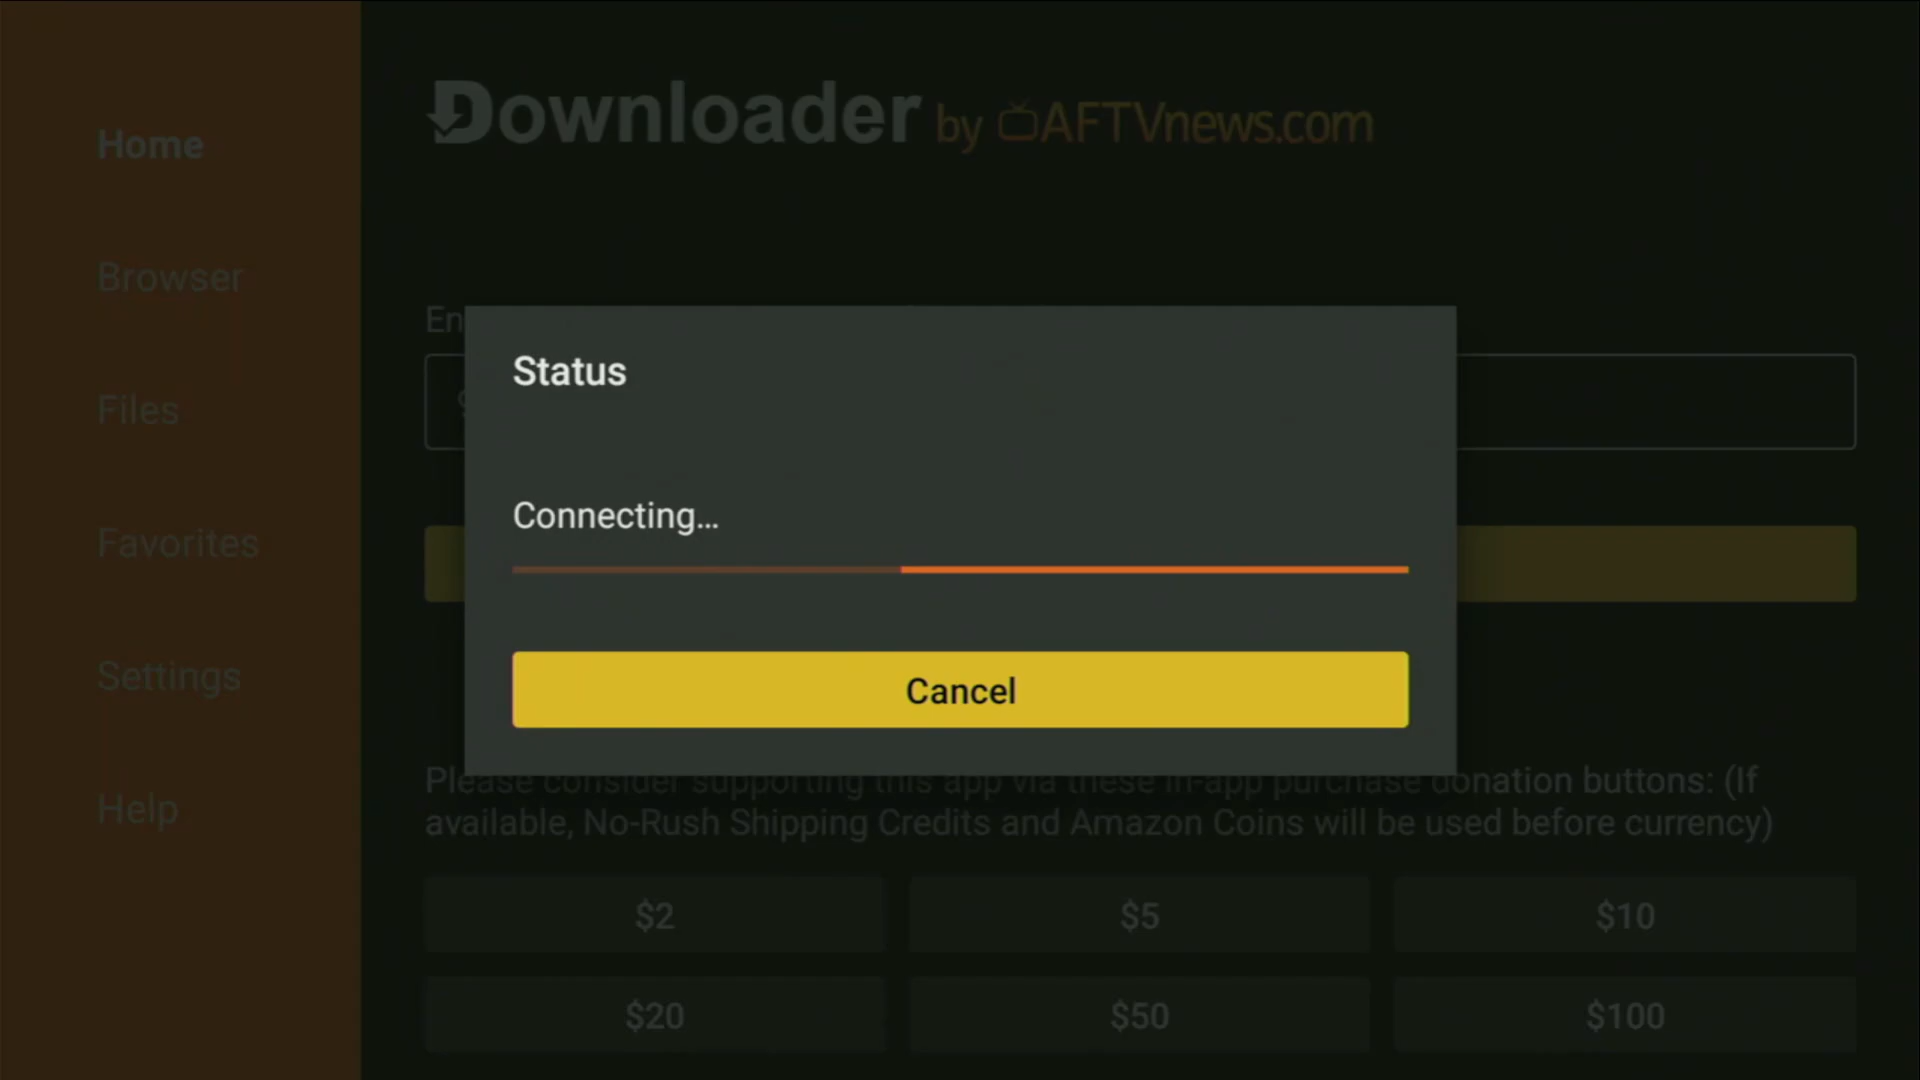 Home
Browser
Files
Favorites
Settings
Help
Downloader by AFTVnews.com
En
Status
Connecting...
Cancel
Please consider supporting this app via these in-app purchase donation buttons: (If
available, No-Rush Shipping Credits and Amazon Coins will be used before currency)
$2
$5
$10
$20
$50
$100